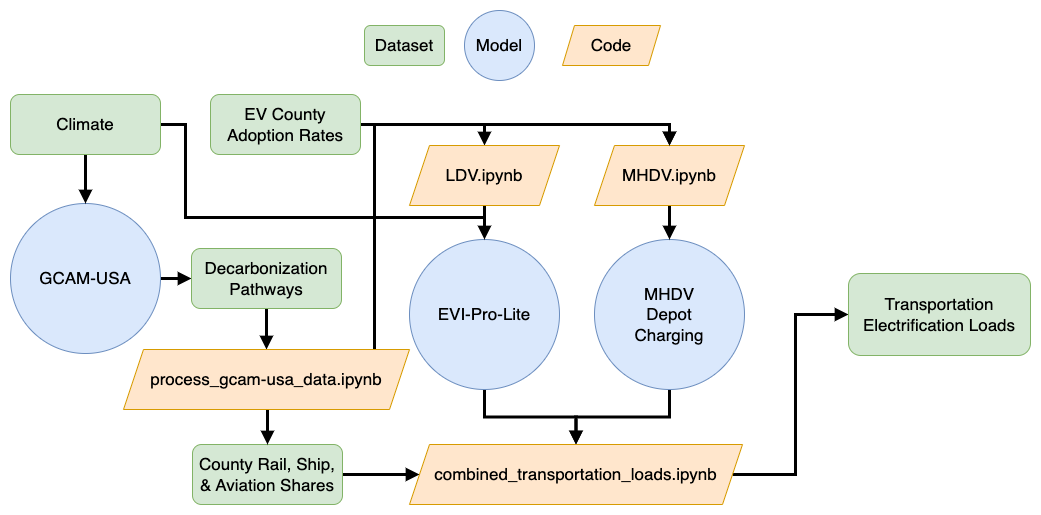 Dataset
Model
Code
Climate
EV County
Adoption Rates
LDV.ipynb
MHDV.ipynb
GCAM-USA
Decarbonization
Pathways
EVI-Pro-Lite
MHDV
Depot
Charging
Transportation
Electrification Loads
process_gcam-usa_data.ipynb
County Rail, Ship,
& Aviation Shares
combined_transportation_loads.ipynb